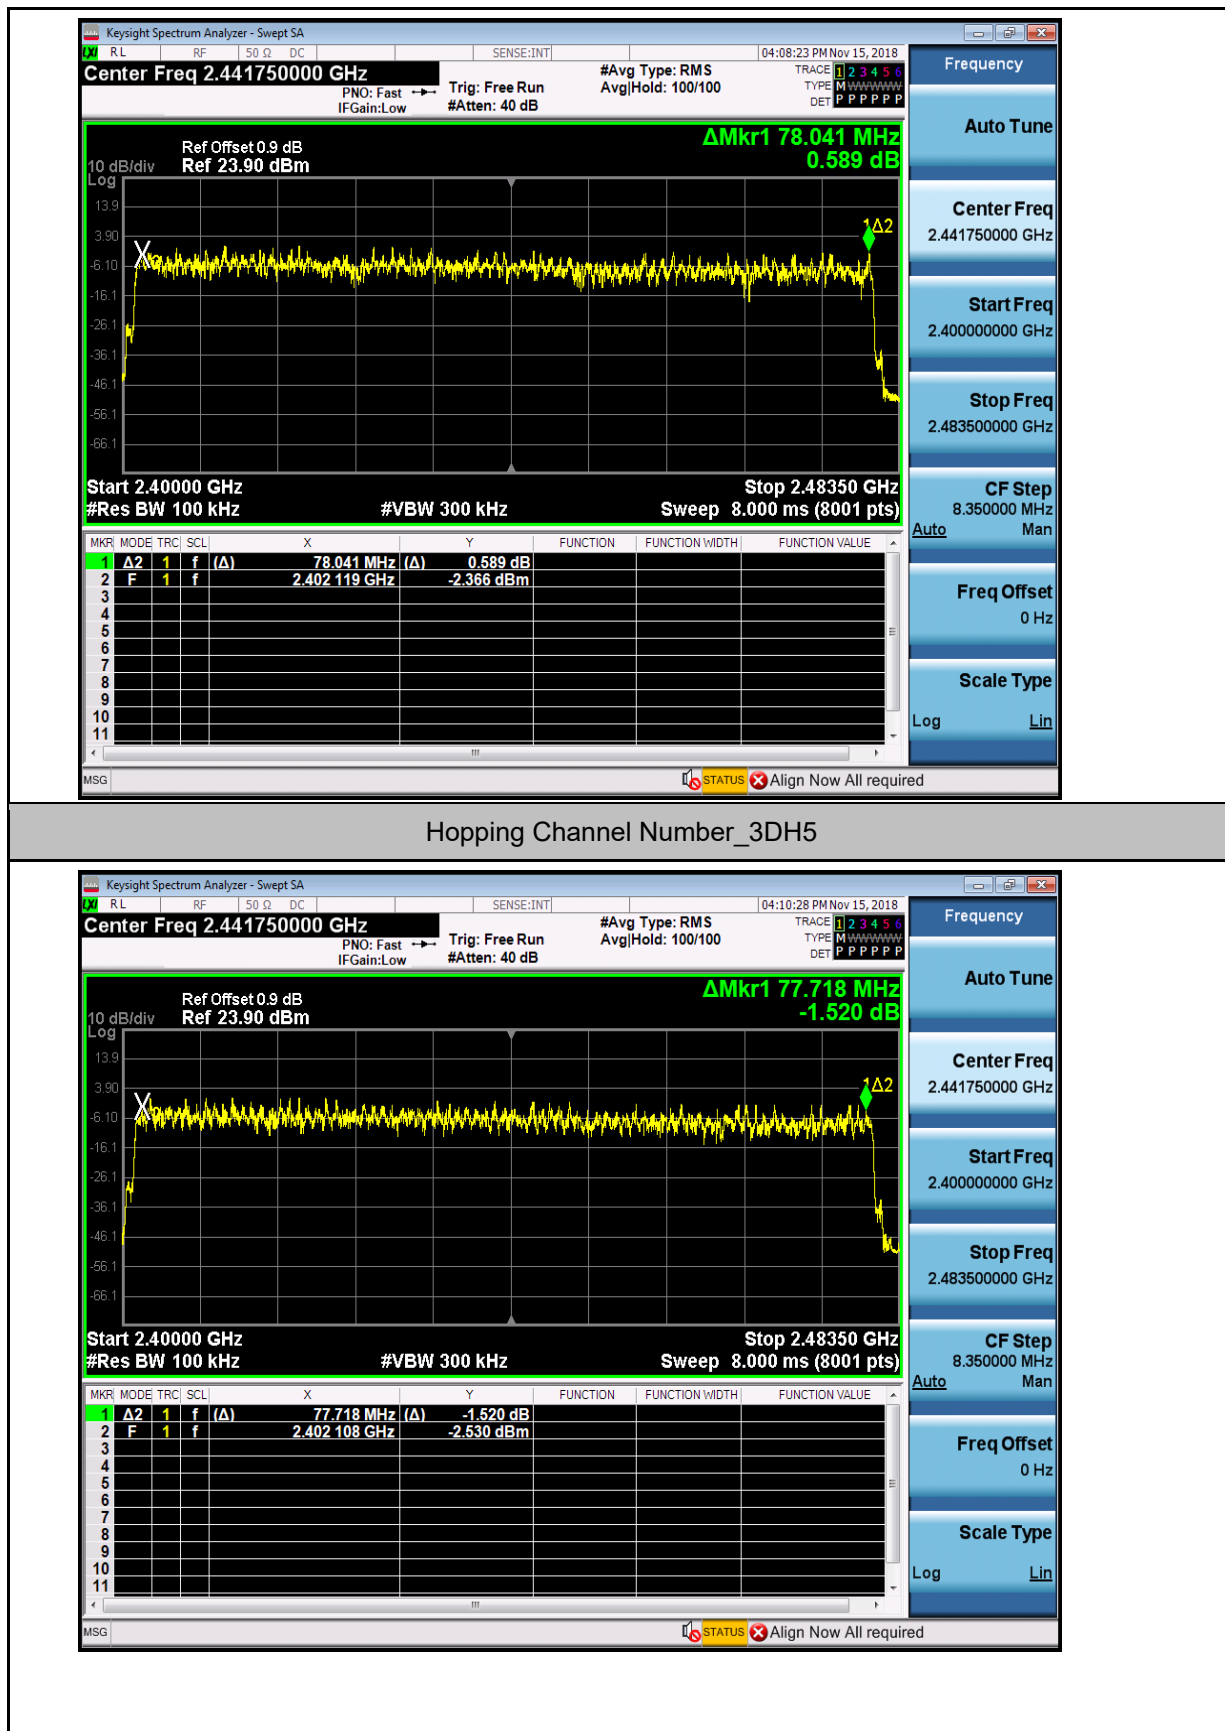 Keysight Spectrum Analyzer - Swept SA
LXI RL RF 50 Ω DC SENSE:INT 04:08:23 PM Nov 15, 2018
Center Freq 2.441750000 GHz
PNO: Fast
IFGain:Low
Trig: Free Run
#Atten: 40 dB
#Avg Type: RMS
Avg|Hold: 100/100
TRACE 1 2 3 4 5 6
TYPE M W W W W W
DET P P P P P P
Frequency
ΔMkr1 78.041 MHz
0.589 dB
Ref Offset 0.9 dB
10 dB/div Ref 23.90 dBm
Log
13.9
3.90
-6.10
-16.1
-26.1
-36.1
-46.1
-56.1
-66.1
1Δ2
Start 2.40000 GHz Stop 2.48350 GHz
#Res BW 100 kHz #VBW 300 kHz Sweep 8.000 ms (8001 pts)
MKR MODE TRC SCL X Y FUNCTION FUNCTION WIDTH FUNCTION VALUE
1 Δ2 1 f (Δ) 78.041 MHz (Δ) 0.589 dB
2 F 1 f 2.402 119 GHz -2.366 dBm
3
4
5
6
7
8
9
10
11
Auto Tune
Center Freq
2.441750000 GHz
Start Freq
2.400000000 GHz
Stop Freq
2.483500000 GHz
CF Step
8.350000 MHz
Auto Man
Freq Offset
0 Hz
Scale Type
Log Lin
MSG STATUS Align Now All required
Hopping Channel Number_3DH5
Keysight Spectrum Analyzer - Swept SA
LXI RL RF 50 Ω DC SENSE:INT 04:10:28 PM Nov 15, 2018
Center Freq 2.441750000 GHz
PNO: Fast
IFGain:Low
Trig: Free Run
#Atten: 40 dB
#Avg Type: RMS
Avg|Hold: 100/100
TRACE 1 2 3 4 5 6
TYPE M W W W W W
DET P P P P P P
Frequency
ΔMkr1 77.718 MHz
-1.520 dB
Ref Offset 0.9 dB
10 dB/div Ref 23.90 dBm
Log
13.9
3.90
-6.10
-16.1
-26.1
-36.1
-46.1
-56.1
-66.1
1Δ2
Start 2.40000 GHz Stop 2.48350 GHz
#Res BW 100 kHz #VBW 300 kHz Sweep 8.000 ms (8001 pts)
MKR MODE TRC SCL X Y FUNCTION FUNCTION WIDTH FUNCTION VALUE
1 Δ2 1 f (Δ) 77.718 MHz (Δ) -1.520 dB
2 F 1 f 2.402 108 GHz -2.530 dBm
3
4
5
6
7
8
9
10
11
Auto Tune
Center Freq
2.441750000 GHz
Start Freq
2.400000000 GHz
Stop Freq
2.483500000 GHz
CF Step
8.350000 MHz
Auto Man
Freq Offset
0 Hz
Scale Type
Log Lin
MSG STATUS Align Now All required